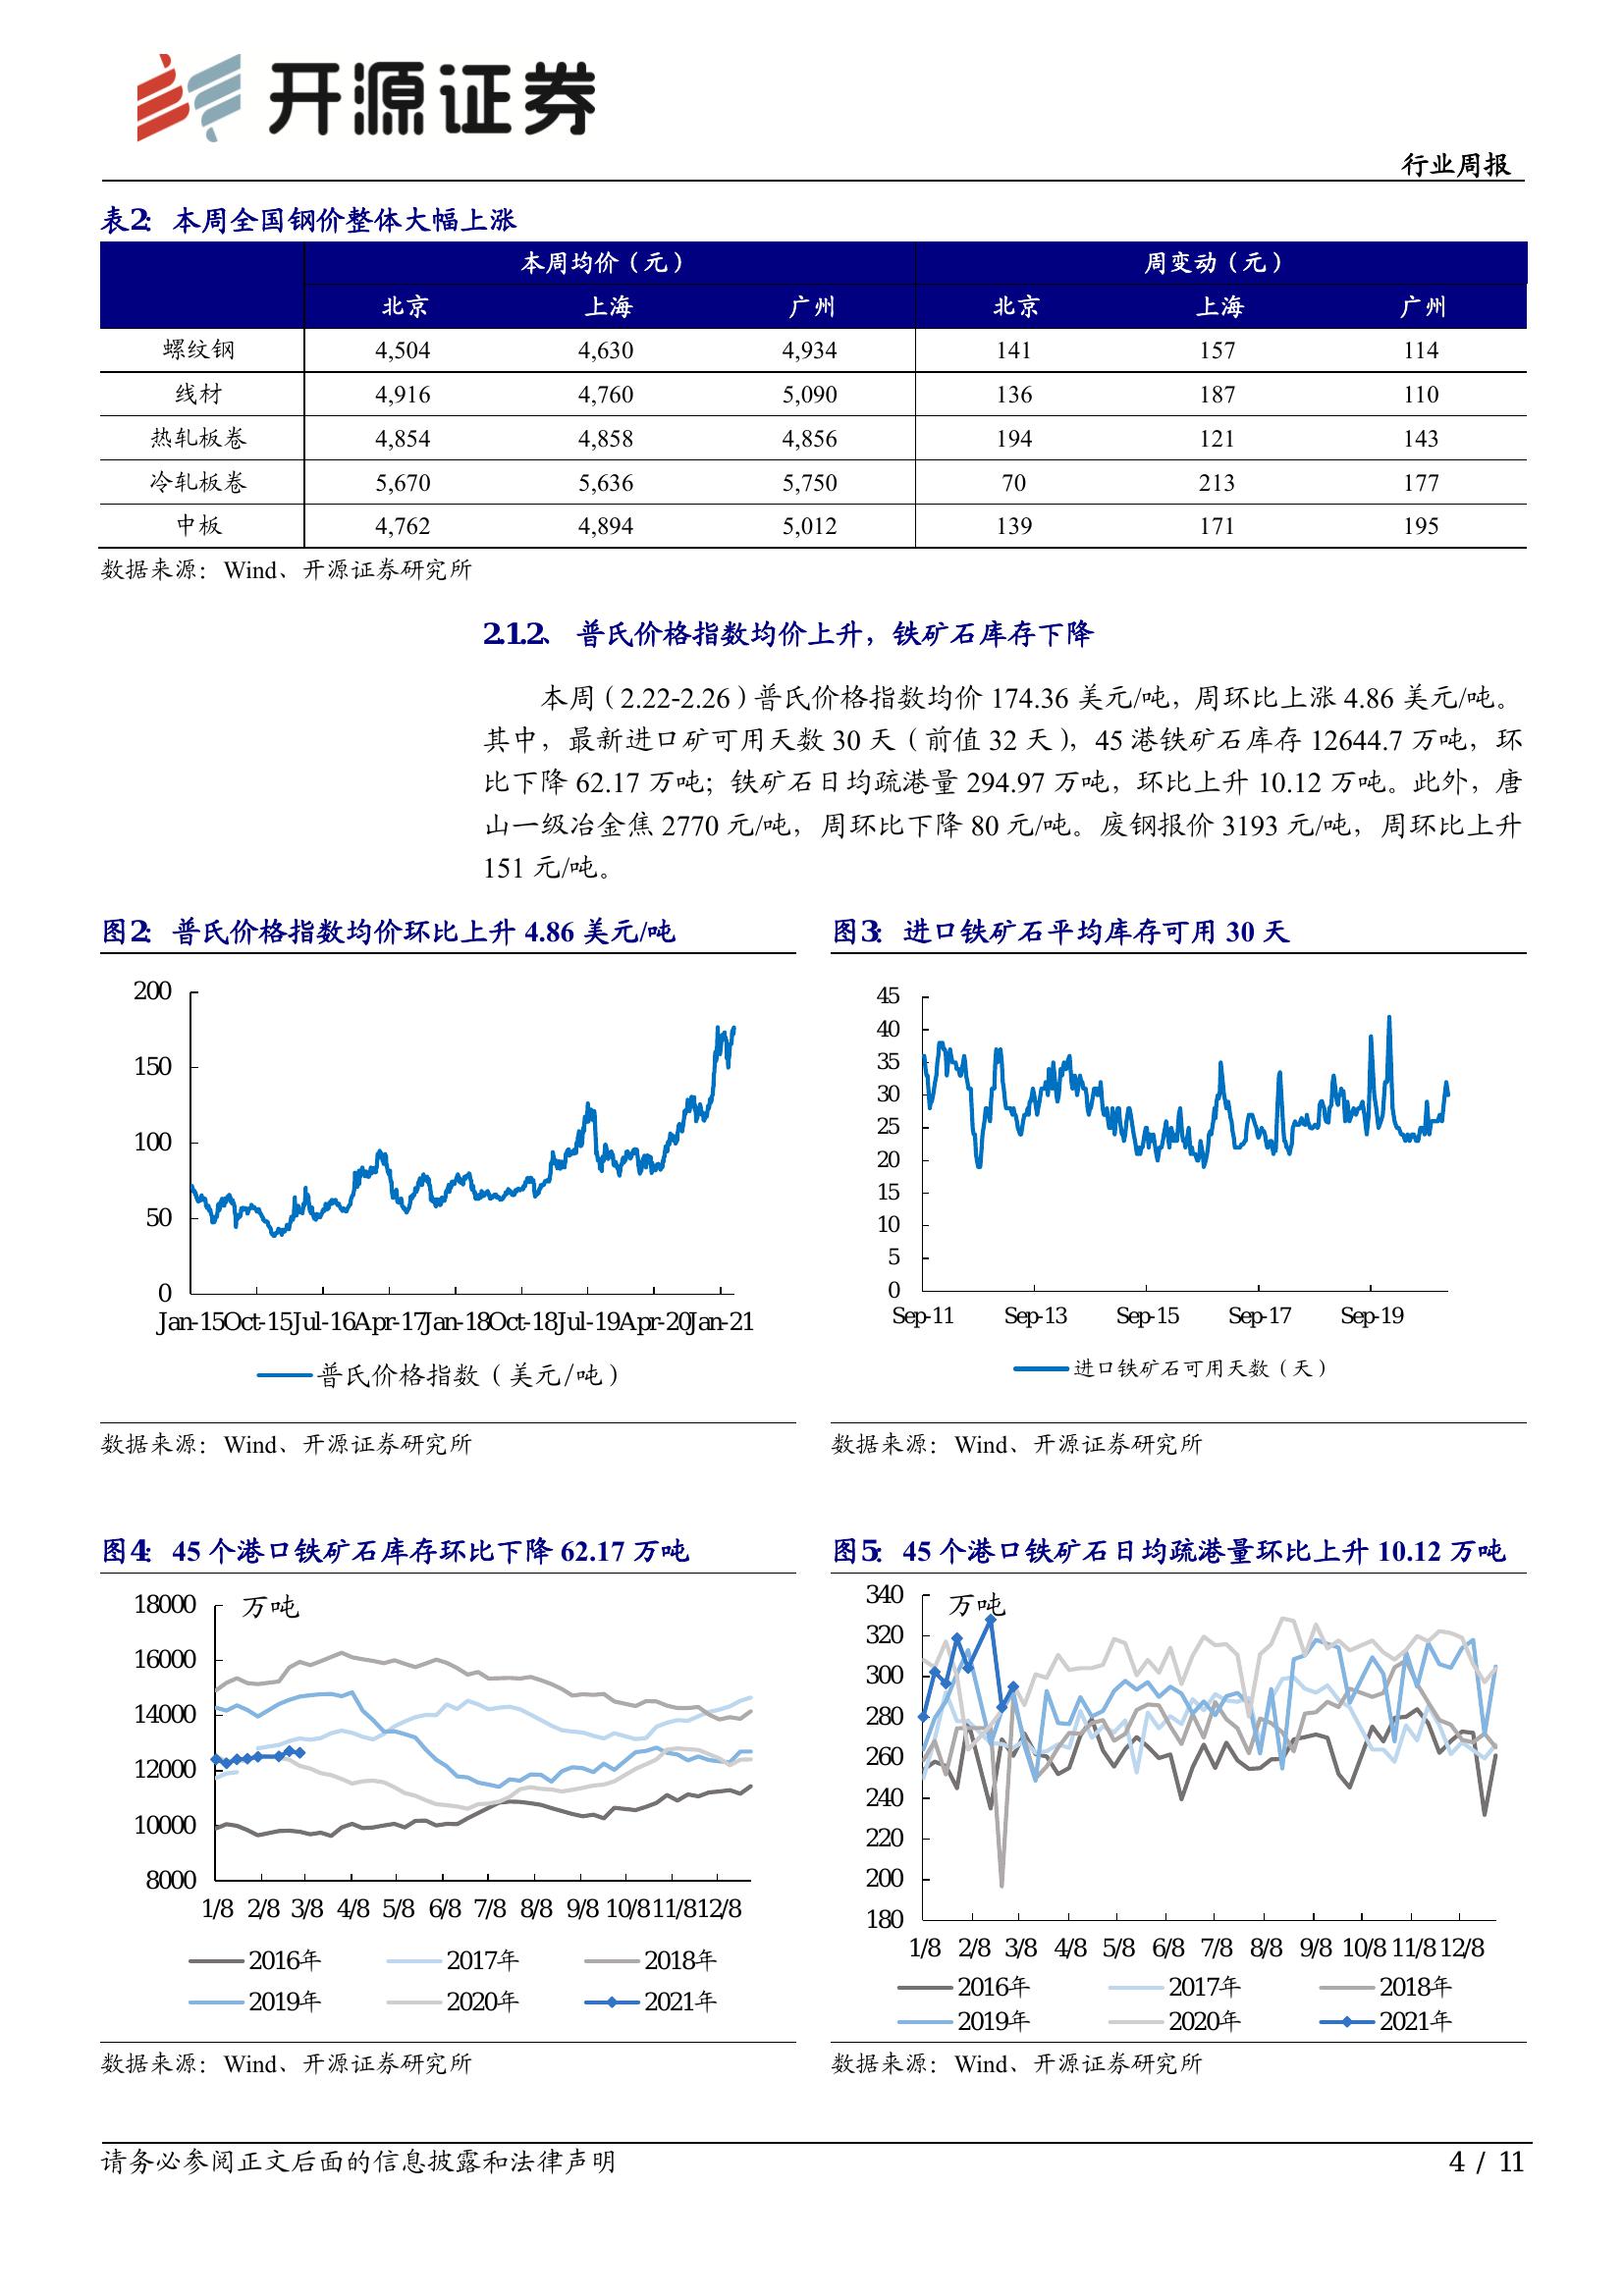 开源证券
行业周报
表2： 本周全国钢价整体大幅上涨
本周均价（元） 周变动（元）
北京 上海 广州 北京 上海 广州
螺纹钢 4,504 4,630 4,934 141 157 114
线材 4,916 4,760 5,090 136 187 110
热轧板卷 4,854 4,858 4,856 194 121 143
冷轧板卷 5,670 5,636 5,750 70 213 177
中板 4,762 4,894 5,012 139 171 195
数据来源：Wind、开源证券研究所
2.1.2、 普氏价格指数均价上升，铁矿石库存下降
本周（2.22-2.26）普氏价格指数均价 174.36 美元/吨，周环比上涨 4.86 美元/吨。
其中，最新进口矿可用天数 30 天（前值 32 天），45 港铁矿石库存 12644.7 万吨，环
比下降 62.17 万吨；铁矿石日均疏港量 294.97 万吨，环比上升 10.12 万吨。此外，唐
山一级冶金焦 2770 元/吨，周环比下降 80 元/吨。废钢报价 3193 元/吨，周环比上升
151 元/吨。
图2： 普氏价格指数均价环比上升 4.86 美元/吨
200
150
100
50
0
Jan-15 Oct-15 Jul-16 Apr-17 Jan-18 Oct-18 Jul-19 Apr-20 Jan-21
普氏价格指数（美元/吨）
数据来源：Wind、开源证券研究所
图3： 进口铁矿石平均库存可用 30 天
45
40
35
30
25
20
15
10
5
0
Sep-11 Sep-13 Sep-15 Sep-17 Sep-19
进口铁矿石可用天数（天）
数据来源：Wind、开源证券研究所
图4： 45 个港口铁矿石库存环比下降 62.17 万吨
万吨
18000
16000
14000
12000
10000
8000
1/8 2/8 3/8 4/8 5/8 6/8 7/8 8/8 9/8 10/8 11/8 12/8
2016年 2017年 2018年
2019年 2020年 2021年
数据来源：Wind、开源证券研究所
图5： 45 个港口铁矿石日均疏港量环比上升 10.12 万吨
万吨
340
320
300
280
260
240
220
200
180
1/8 2/8 3/8 4/8 5/8 6/8 7/8 8/8 9/8 10/8 11/8 12/8
2016年 2017年 2018年
2019年 2020年 2021年
数据来源：Wind、开源证券研究所
请务必参阅正文后面的信息披露和法律声明
4 / 11